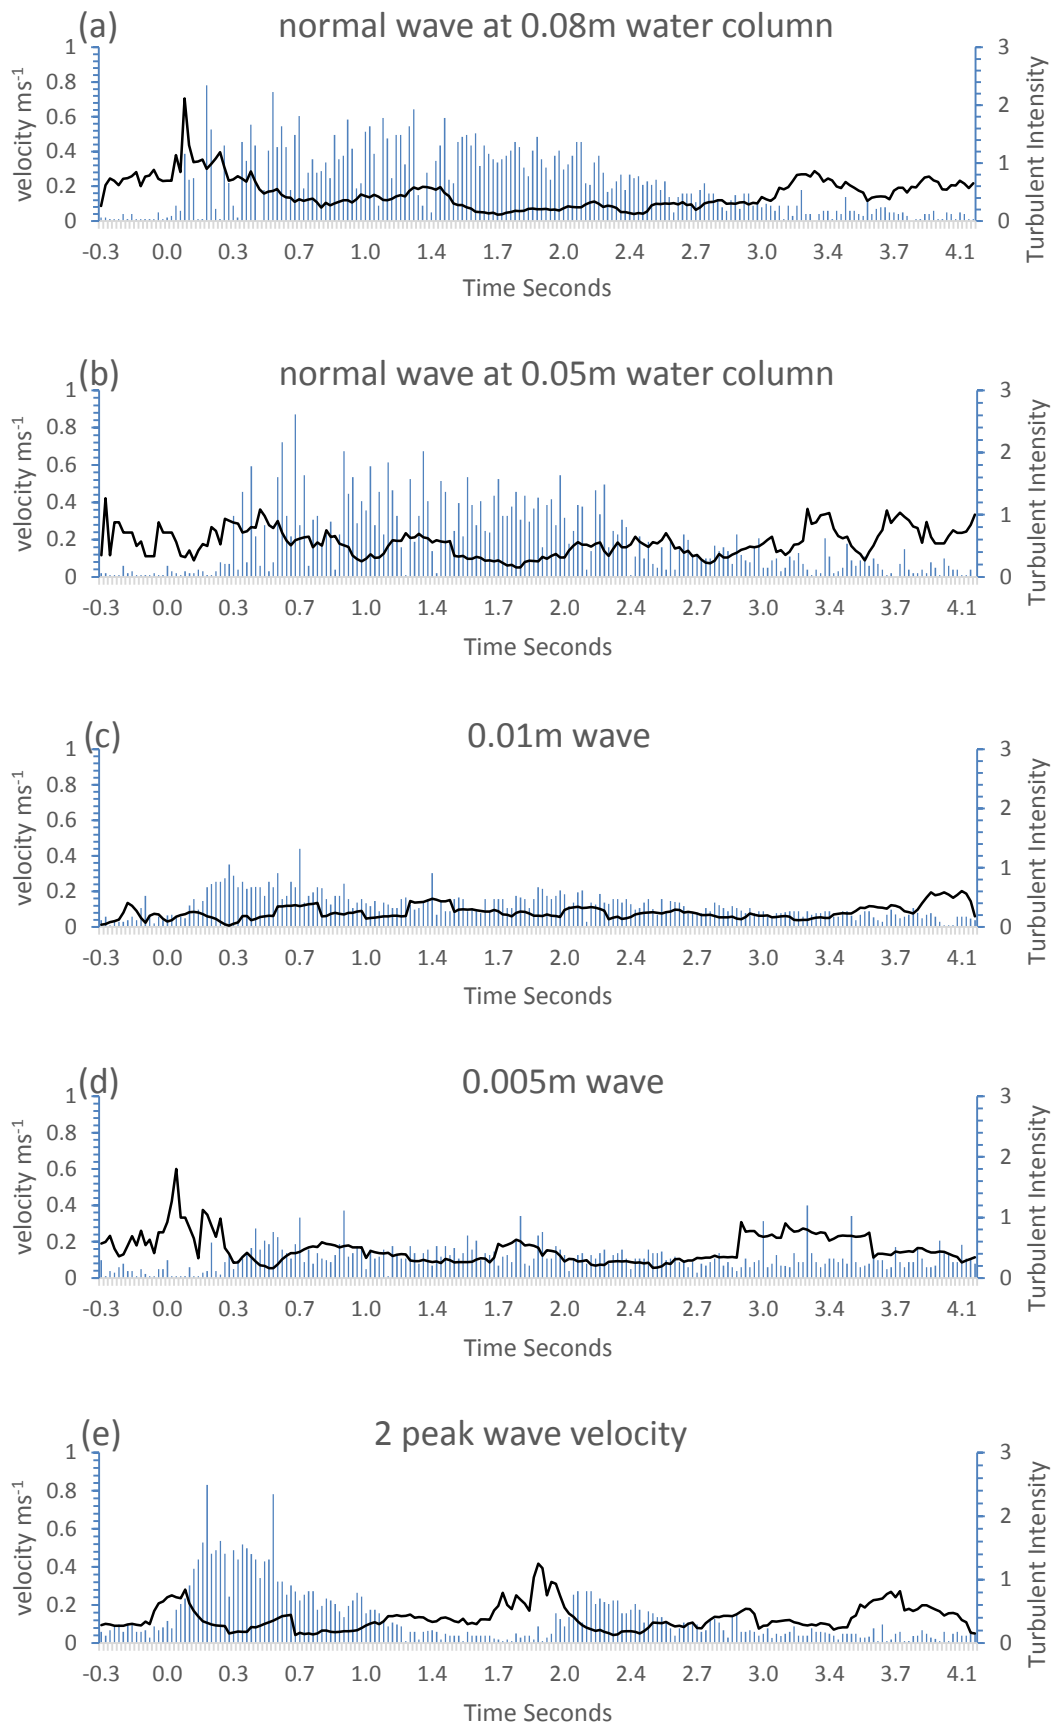 (a) normal wave at 0.08m water column
velocity ms-1
1
0.8
0.6
0.4
0.2
0
3
2
1
0
Turbulent Intensity
-0.3 0.0 0.3 0.7 1.0 1.4 1.7 2.0 2.4 2.7 3.0 3.4 3.7 4.1
Time Seconds
(b) normal wave at 0.05m water column
velocity ms-1
1
0.8
0.6
0.4
0.2
0
3
2
1
0
Turbulent Intensity
-0.3 0.0 0.3 0.7 1.0 1.4 1.7 2.0 2.4 2.7 3.0 3.4 3.7 4.1
Time Seconds
(c) 0.01m wave
velocity ms-1
1
0.8
0.6
0.4
0.2
0
3
2
1
0
Turbulent Intensity
-0.3 0.0 0.3 0.7 1.0 1.4 1.7 2.0 2.4 2.7 3.0 3.4 3.7 4.1
Time Seconds
(d) 0.005m wave
velocity ms-1
1
0.8
0.6
0.4
0.2
0
3
2
1
0
Turbulent Intensity
-0.3 0.0 0.3 0.7 1.0 1.4 1.7 2.0 2.4 2.7 3.0 3.4 3.7 4.1
Time Seconds
(e) 2 peak wave velocity
velocity ms-1
1
0.8
0.6
0.4
0.2
0
3
2
1
0
Turbulent Intensity
-0.3 0.0 0.3 0.7 1.0 1.4 1.7 2.0 2.4 2.7 3.0 3.4 3.7 4.1
Time Seconds